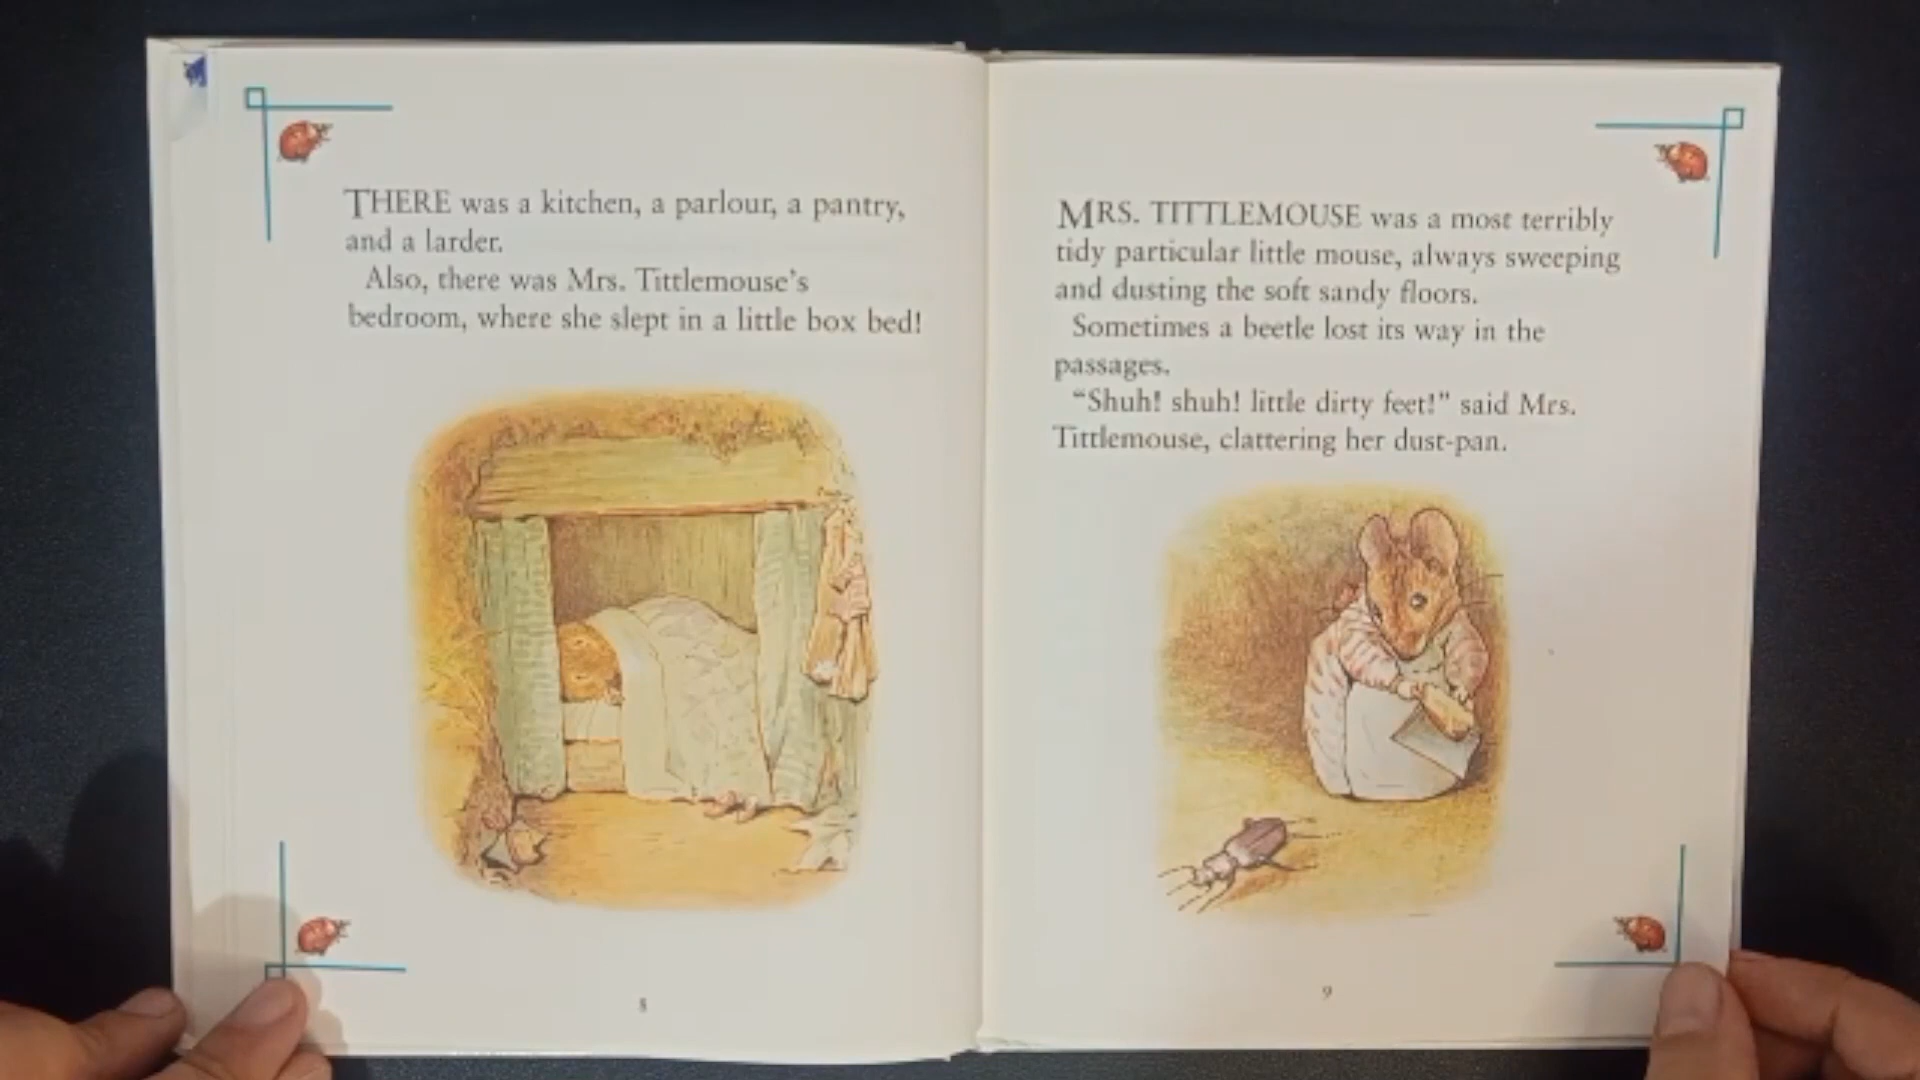 THERE was a kitchen, a parlour, a pantry,
and a larder.
Also, there was Mrs. Tittlemouse's
bedroom, where she slept in a little box bed!
8
MRS. TITTLEMOUSE was a most terribly
tidy particular little mouse, always sweeping
and dusting the soft sandy floors.
Sometimes a beetle lost its way in the
passages.
“Shuh! shuh! little dirty feet!” said Mrs.
Tittlemouse, clattering her dust-pan.
9